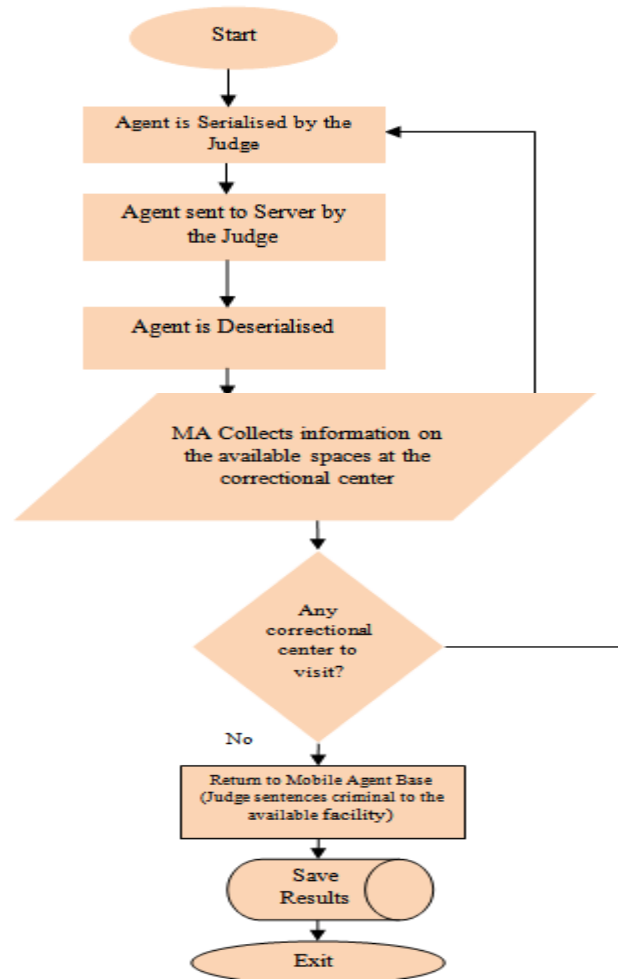 Start
Agent is Serialised by the
Judge
Agent sent to Server by
the Judge
Agent is Deserialised
MA Collects information on
the available spaces at the
correctional center
Any
correctional
center to
visit?
No
Return to Mobile Agent Base
(Judge sentences criminal to the
available facility)
Save
Results
Exit